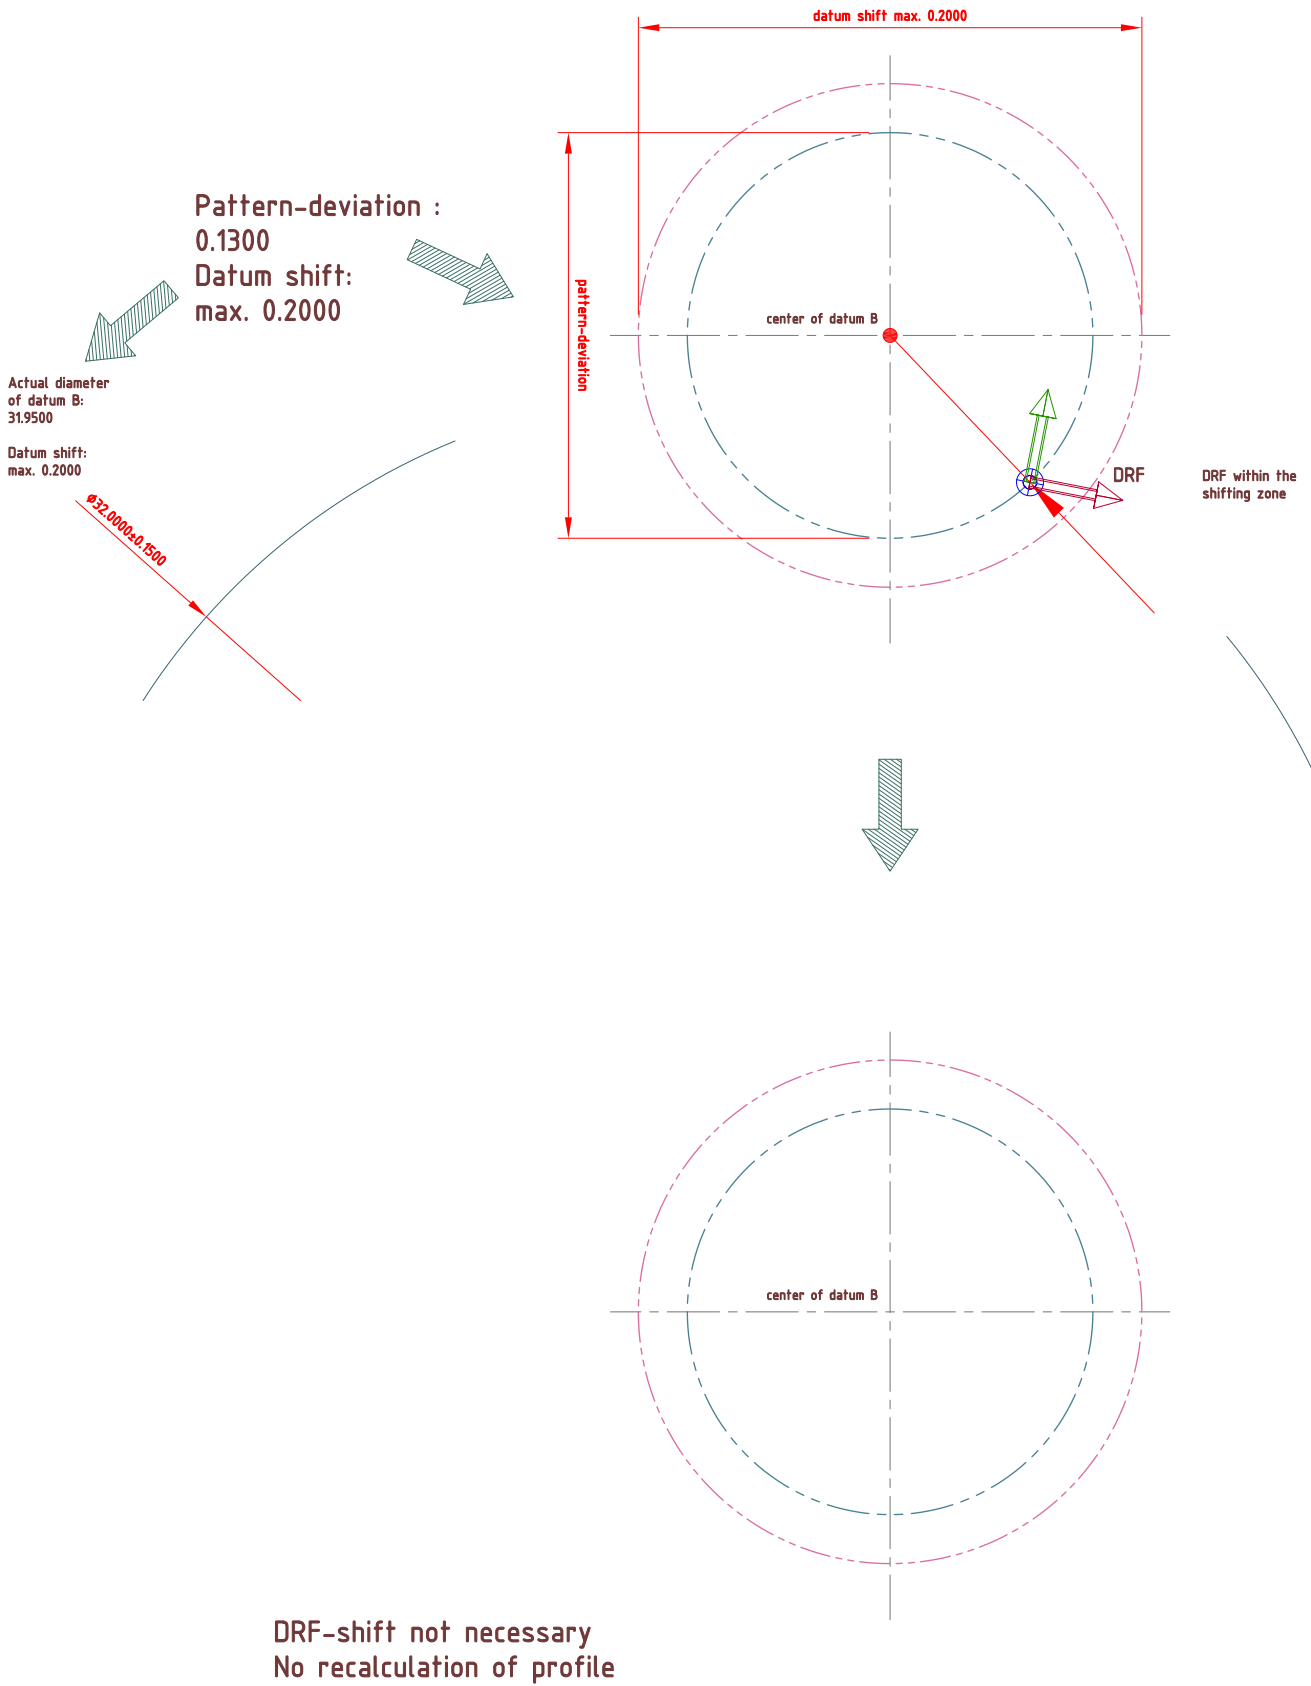 datum shift max. 0.2000
Pattern-deviation :
0.1300
Datum shift:
max. 0.2000
pattern-deviation
center of datum B
Actual diameter
of datum B:
31.9500
Datum shift:
max. 0.2000
DRF
DRF within the
shifting zone
ø32.0000±0.1500
center of datum B
DRF-shift not necessary
No recalculation of profile